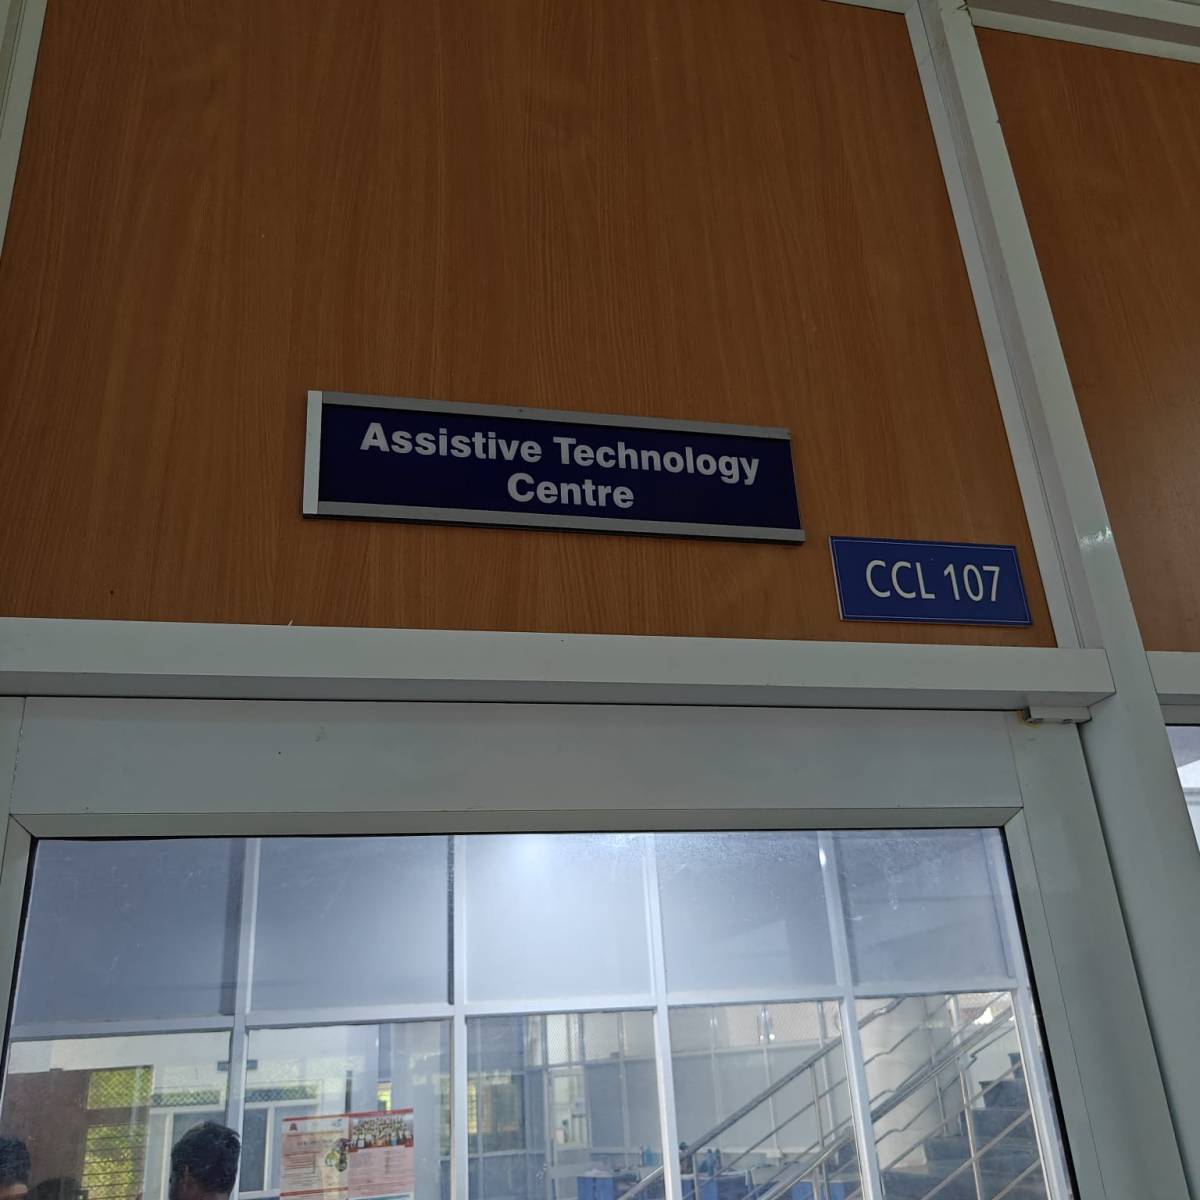 Assistive Technology
Centre
CCL 107